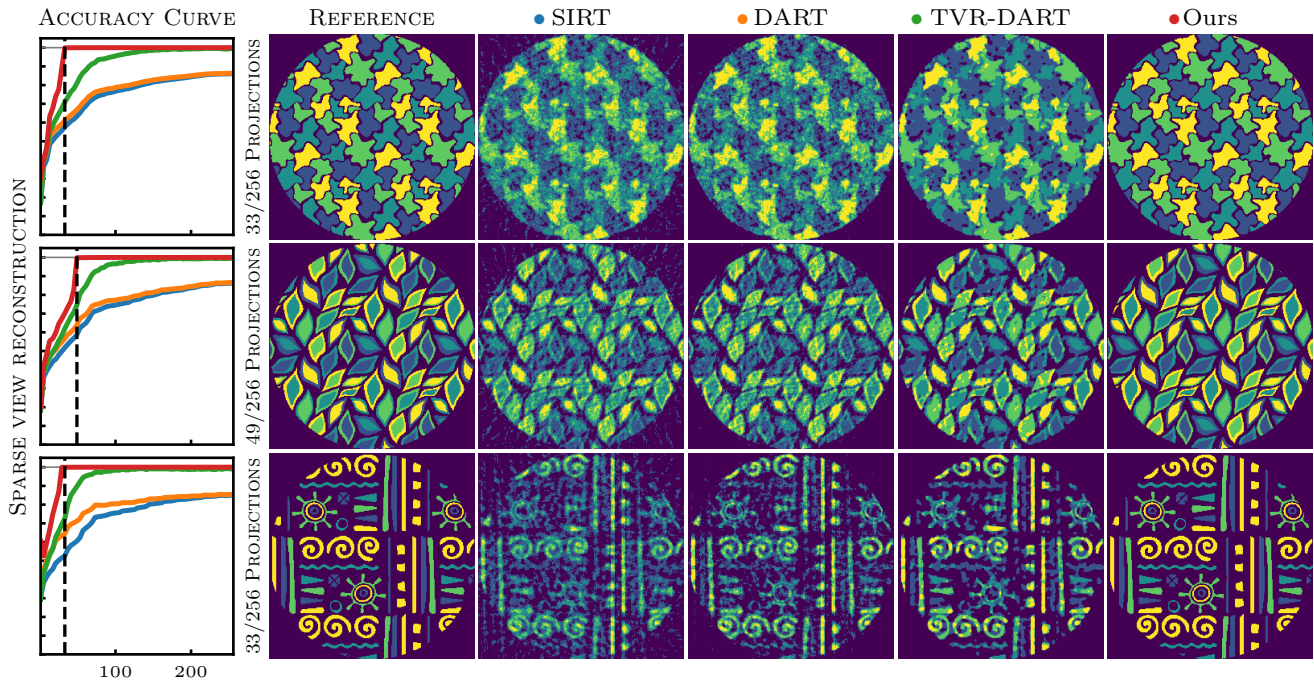 Accuracy Curve Reference SIRT DART TVR-DART Ours
Sparse view reconstruction
33/256 Projections
49/256 Projections
33/256 Projections
100 200